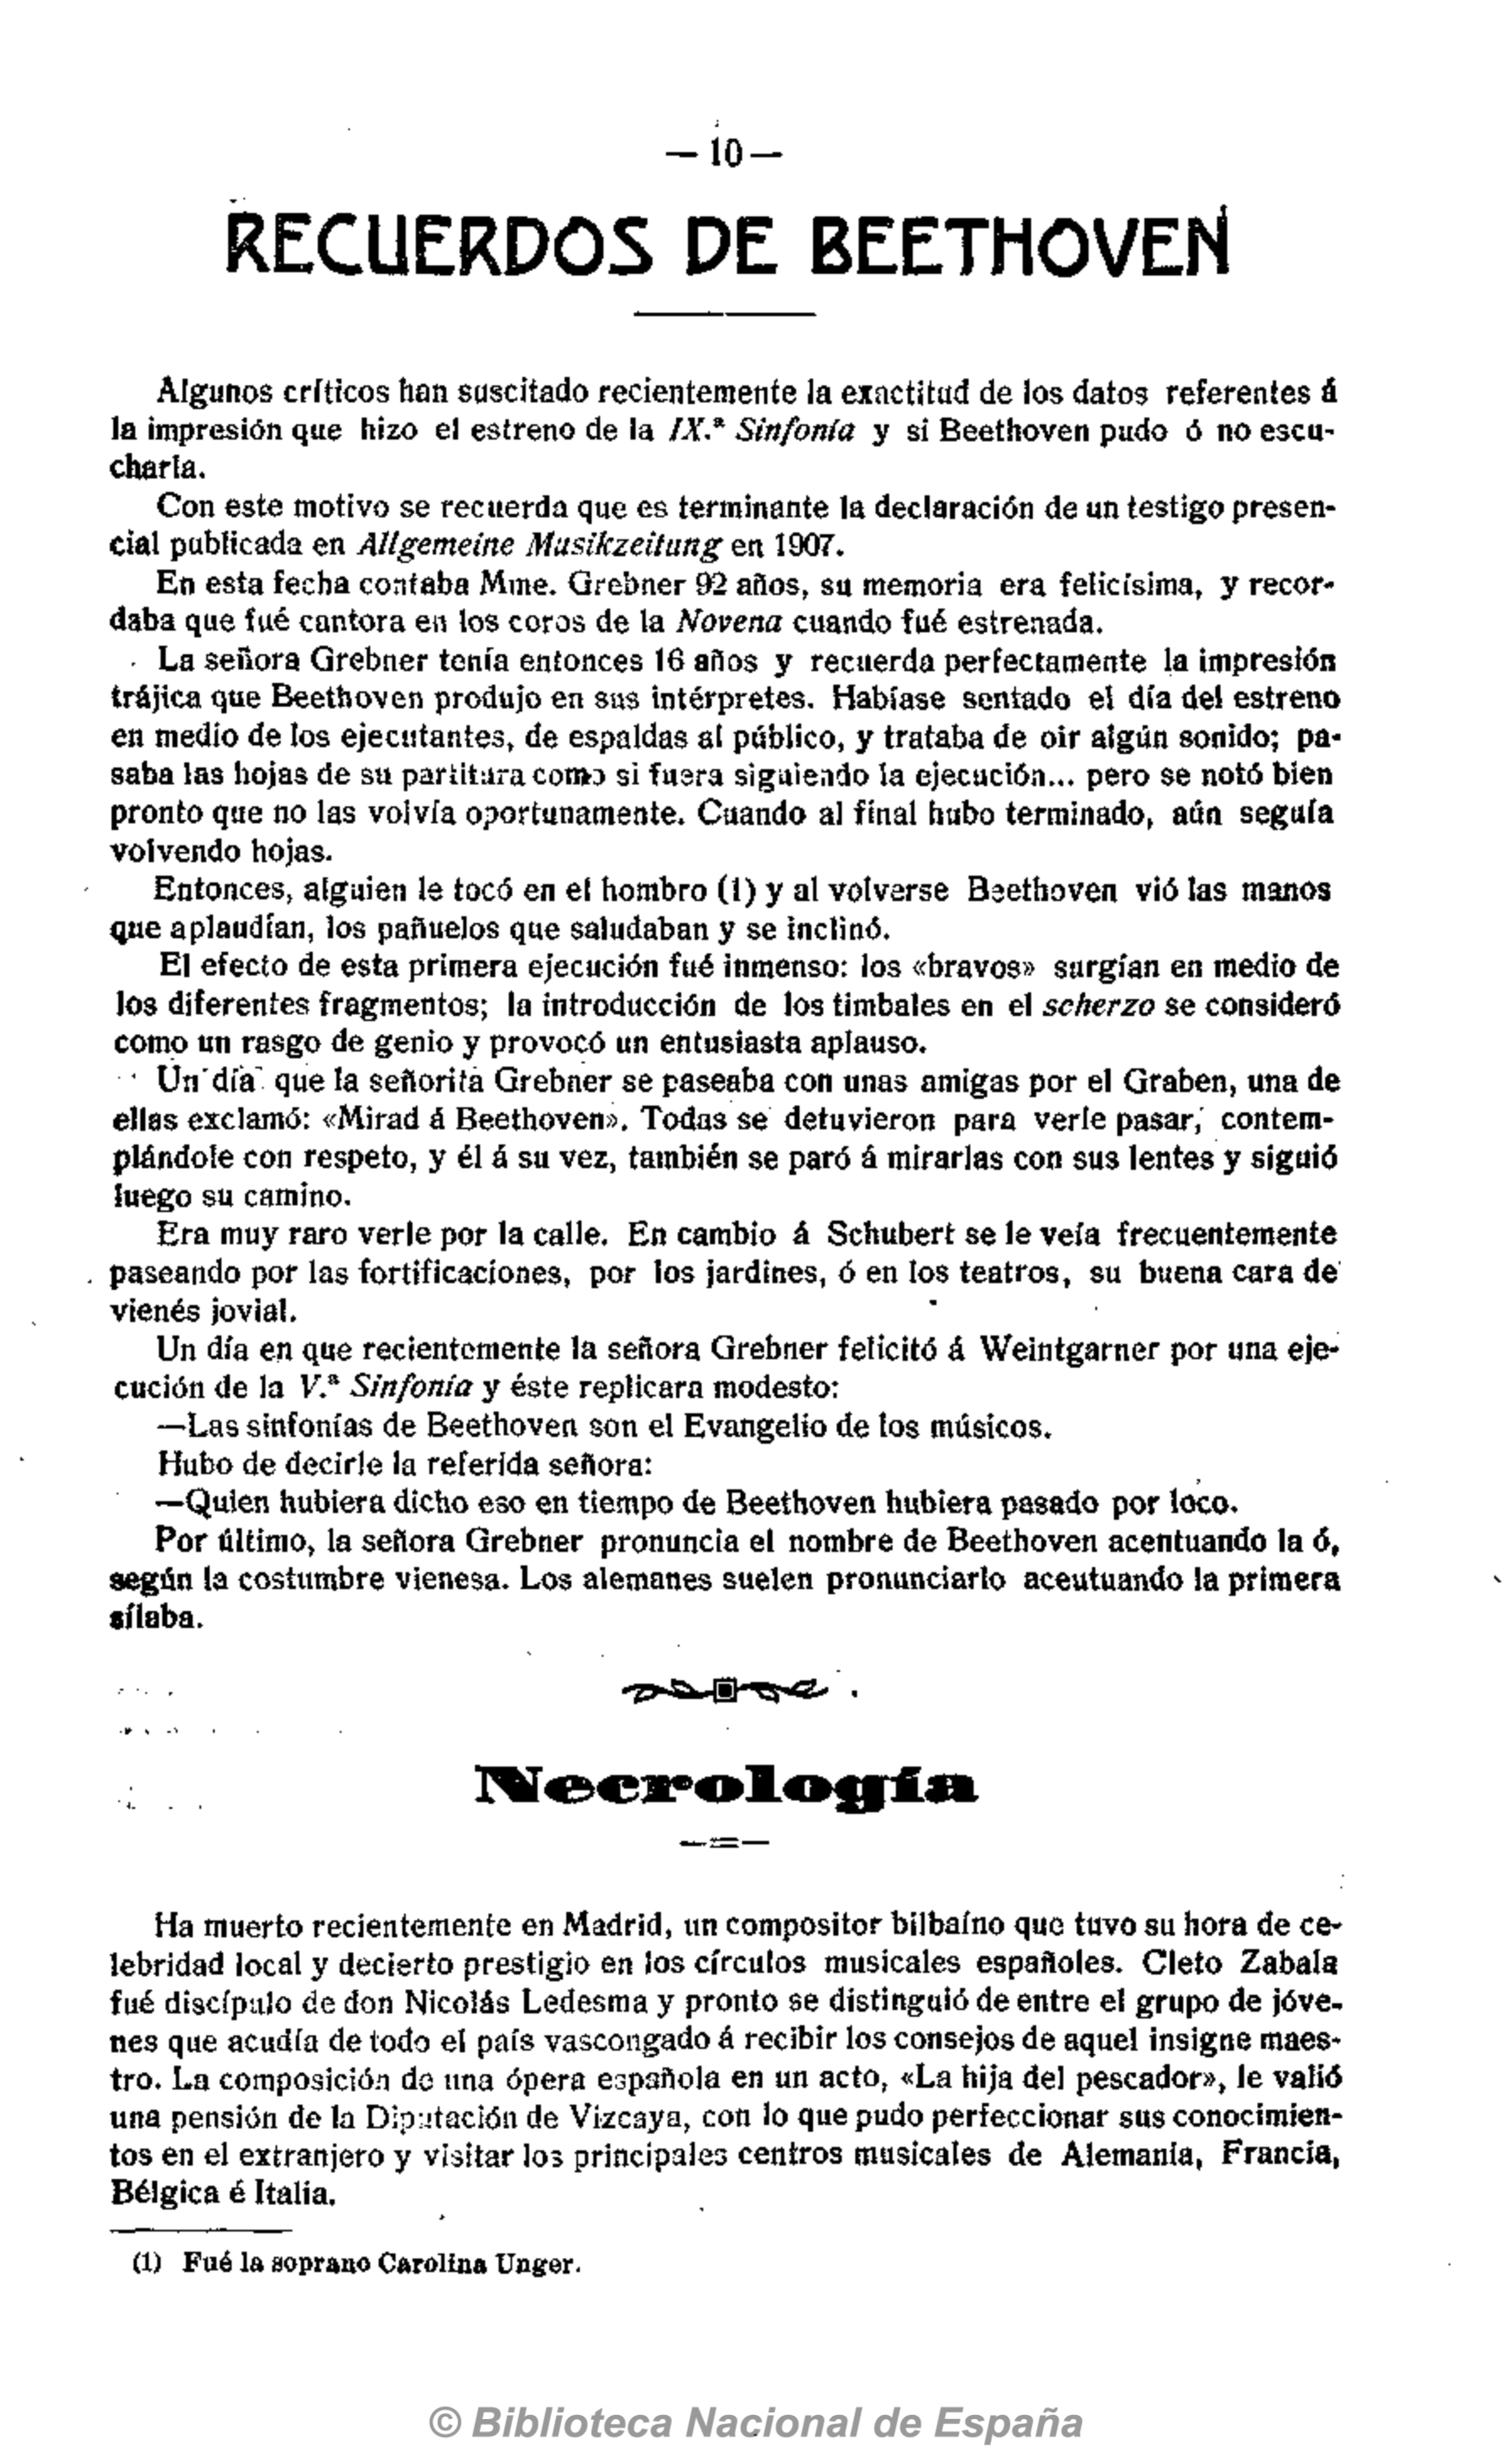 — 10 —
RECUERDOS DE BEETHOVEN
Algunos críticos han suscitado recientemente la exactitud de los datos referentes á
la impresión que hizo el estreno de la IX.ª Sinfonía y si Beethoven pudo ó no escu-
charla.
Con este motivo se recuerda que es terminante la declaración de un testigo presen-
cial publicada en Allgemeine Musikzeitung en 1907.
En esta fecha contaba Mme. Grebner 92 años, su memoria era felicísima, y recor-
daba que fué cantora en los coros de la Novena cuando fué estrenada.
La señora Grebner tenía entonces 16 años y recuerda perfectamente la impresión
trájica que Beethoven produjo en sus intérpretes. Habíase sentado el día del estreno
en medio de los ejecutantes, de espaldas al público, y trataba de oir algún sonido; pa-
saba las hojas de su partitura como si fuera siguiendo la ejecución... pero se notó bien
pronto que no las volvía oportunamente. Cuando al final hubo terminado, aún seguía
volvendo hojas.
Entonces, alguien le tocó en el hombro (1) y al volverse Beethoven vió las manos
que aplaudían, los pañuelos que saludaban y se inclinó.
El efecto de esta primera ejecución fué inmenso: los «bravos» surgían en medio de
los diferentes fragmentos; la introducción de los timbales en el scherzo se consideró
como un rasgo de genio y provocó un entusiasta aplauso.
Un día que la señorita Grebner se paseaba con unas amigas por el Graben, una de
ellas exclamó: «Mirad á Beethoven». Todas se detuvieron para verle pasar, contem-
plándole con respeto, y él á su vez, también se paró á mirarlas con sus lentes y siguió
luego su camino.
Era muy raro verle por la calle. En cambio á Schubert se le veía frecuentemente
paseando por las fortificaciones, por los jardines, ó en los teatros, su buena cara de
vienés jovial.
Un día en que recientemente la señora Grebner felicitó á Weintgarner por una eje-
cución de la V.ª Sinfonía y éste replicara modesto:
—Las sinfonías de Beethoven son el Evangelio de los músicos.
Hubo de decirle la referida señora:
—Quien hubiera dicho eso en tiempo de Beethoven hubiera pasado por loco.
Por último, la señora Grebner pronuncia el nombre de Beethoven acentuando la ó,
según la costumbre vienesa. Los alemanes suelen pronunciarlo aceutuando la primera
sílaba.
Necrología
Ha muerto recientemente en Madrid, un compositor bilbaíno que tuvo su hora de ce-
lebridad local y decierto prestigio en los círculos musicales españoles. Cleto Zabala
fué discípulo de don Nicolás Ledesma y pronto se distinguió de entre el grupo de jóve-
nes que acudía de todo el país vascongado á recibir los consejos de aquel insigne maes-
tro. La composición de una ópera española en un acto, «La hija del pescador», le valió
una pensión de la Diputación de Vizcaya, con lo que pudo perfeccionar sus conocimien-
tos en el extranjero y visitar los principales centros musicales de Alemania, Francia,
Bélgica é Italia.
(1) Fué la soprano Carolina Unger.
© Biblioteca Nacional de España